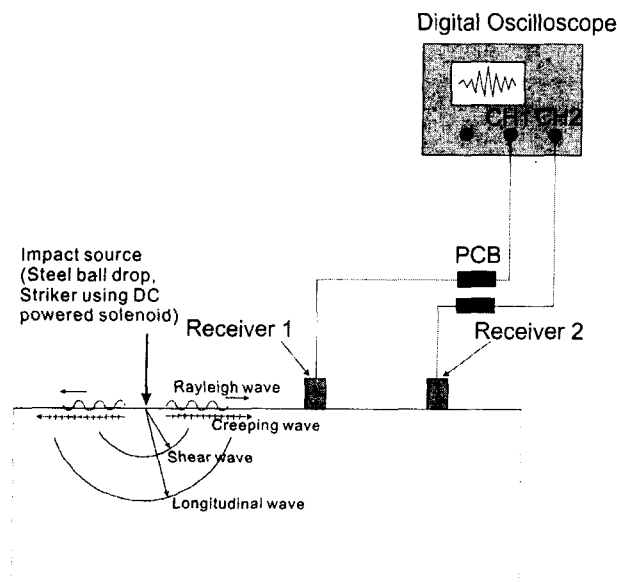 Digital Oscilloscope
CH1 CH2
PCB
Impact source
(Steel ball drop,
Striker using DC
powered solenoid)
Receiver 1
Receiver 2
Rayleigh wave
Creeping wave
Shear wave
Longitudinal wave